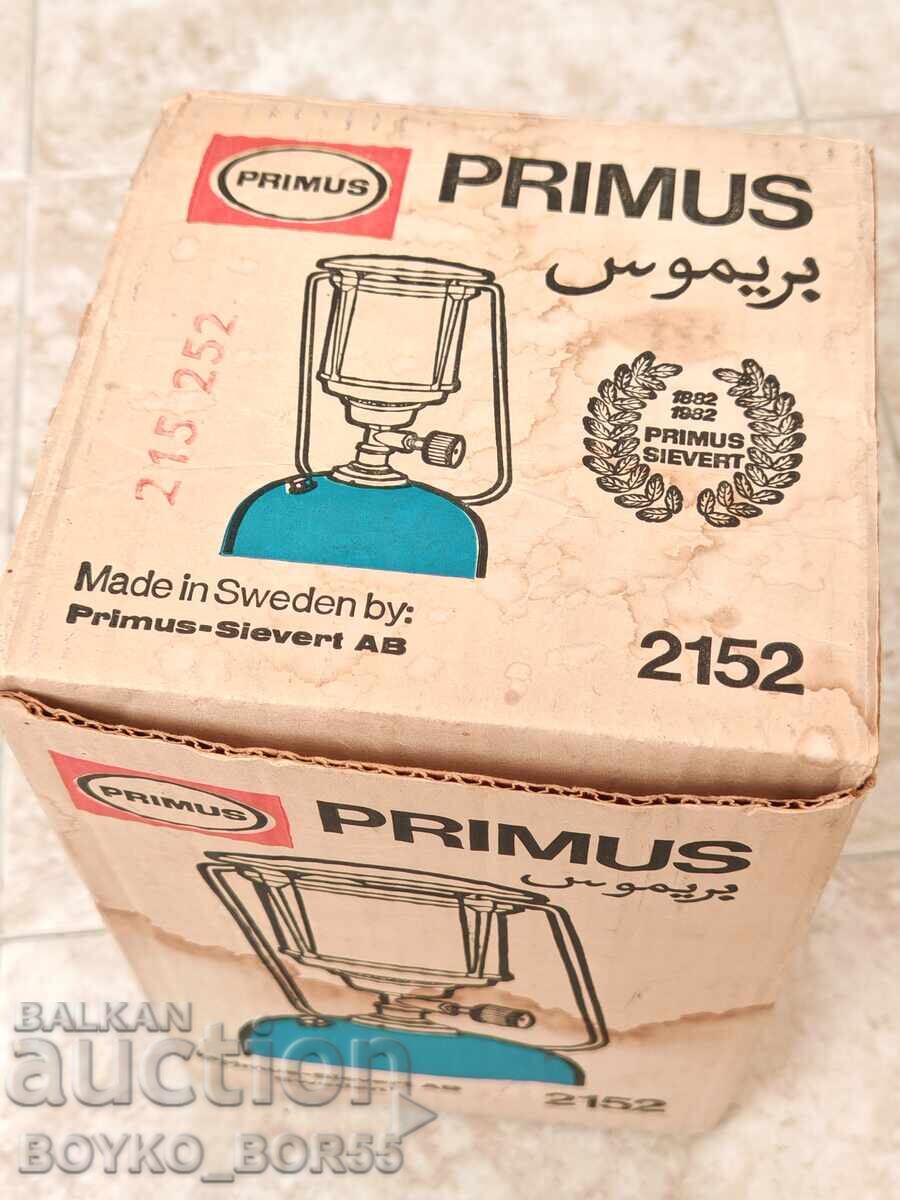 PRIMUS
PRIMUS
بريموس
215 252
1882
1982
PRIMUS
SIEVERT
Made in Sweden by:
Primus-Sievert AB
2152
PRIMUS
PRIMUS
بريموس
AB
2152
BALKAN
auction
BOYKO_BOR55